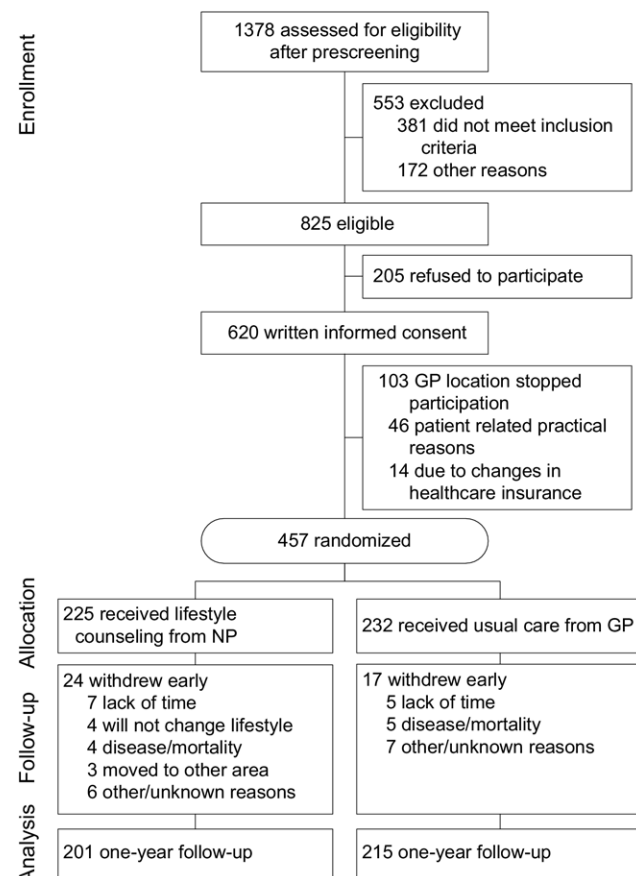 Enrollment
1378 assessed for eligibility
after prescreening
553 excluded
381 did not meet inclusion
criteria
172 other reasons
825 eligible
205 refused to participate
620 written informed consent
103 GP location stopped
participation
46 patient related practical
reasons
14 due to changes in
healthcare insurance
457 randomized
Allocation
225 received lifestyle
counseling from NP
232 received usual care from GP
Follow-up
24 withdrew early
7 lack of time
4 will not change lifestyle
4 disease/mortality
3 moved to other area
6 other/unknown reasons
17 withdrew early
5 lack of time
5 disease/mortality
7 other/unknown reasons
Analysis
201 one-year follow-up
215 one-year follow-up